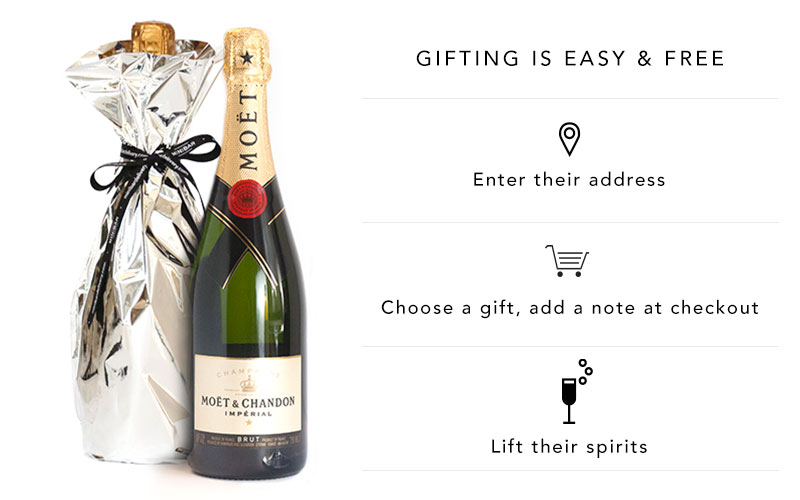 GIFTING IS EASY & FREE
Enter their address
Choose a gift, add a note at checkout
Lift their spirits
MOËT
MINIBAR
CHAMPAGNE
MOËT & CHANDON
IMPÉRIAL
BRUT